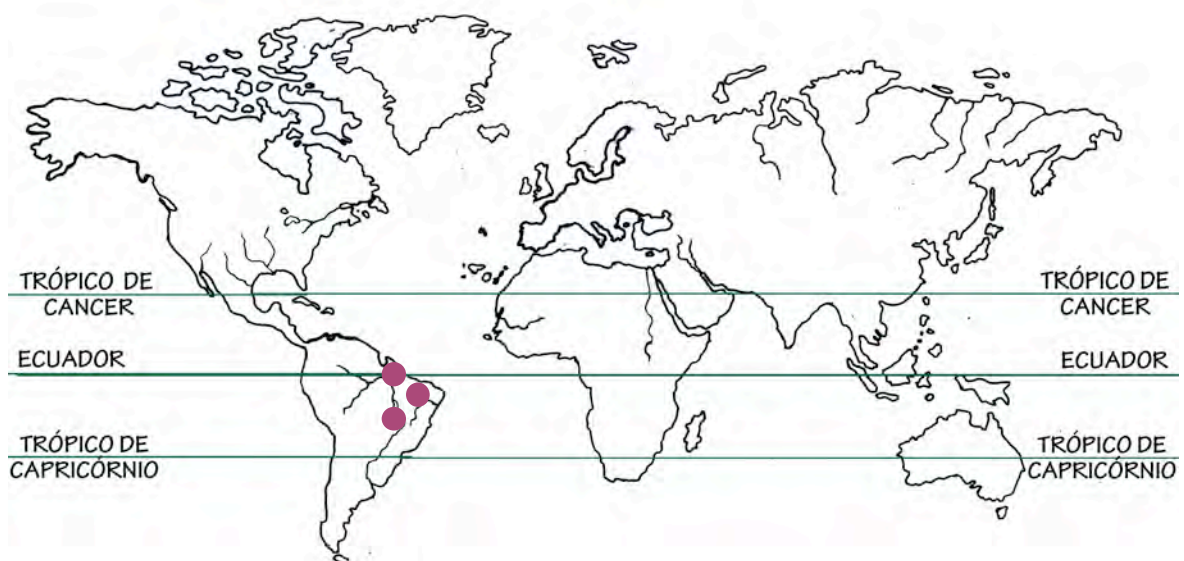 TRÓPICO DE
CANCER
TRÓPICO DE
CANCER
ECUADOR
ECUADOR
TRÓPICO DE
CAPRICÓRNIO
TRÓPICO DE
CAPRICÓRNIO